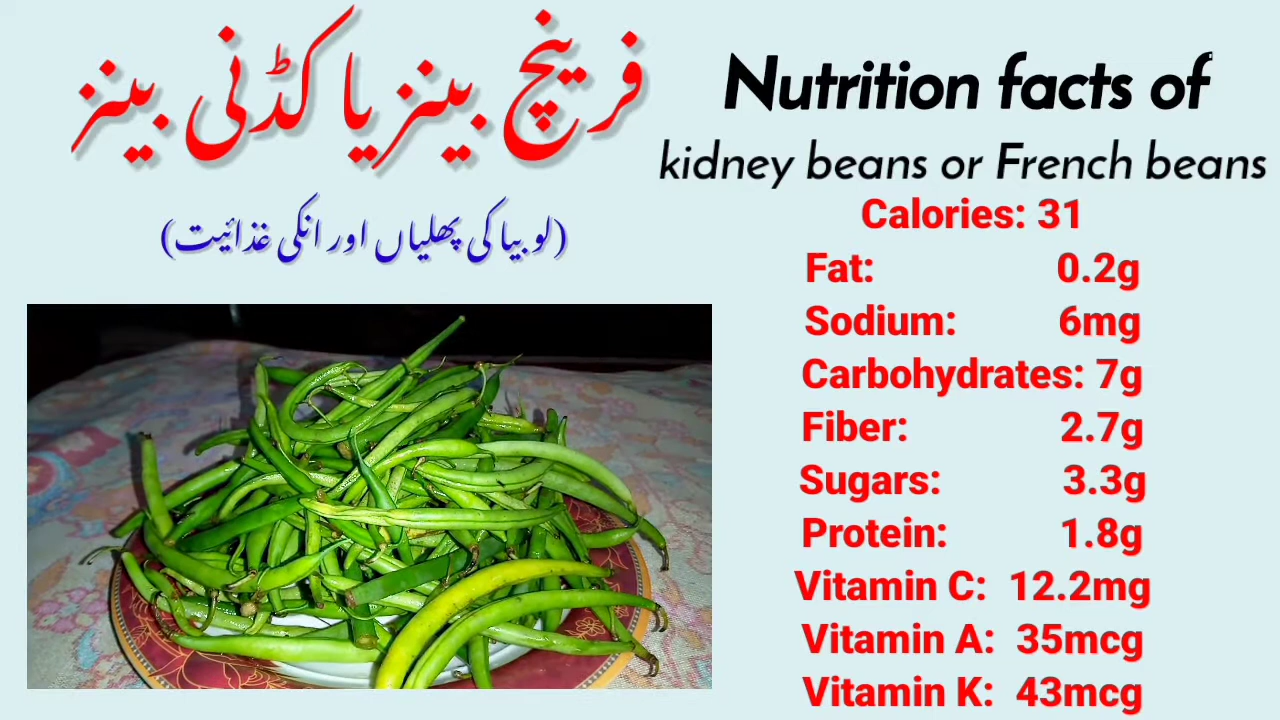 فرینچ بینز یا کڈنی بینز
(لوبیا کی پھلیاں اور انکی غذائیت)
Nutrition facts of
kidney beans or French beans
Calories: 31
Fat: 0.2g
Sodium: 6mg
Carbohydrates: 7g
Fiber: 2.7g
Sugars: 3.3g
Protein: 1.8g
Vitamin C: 12.2mg
Vitamin A: 35mcg
Vitamin K: 43mcg